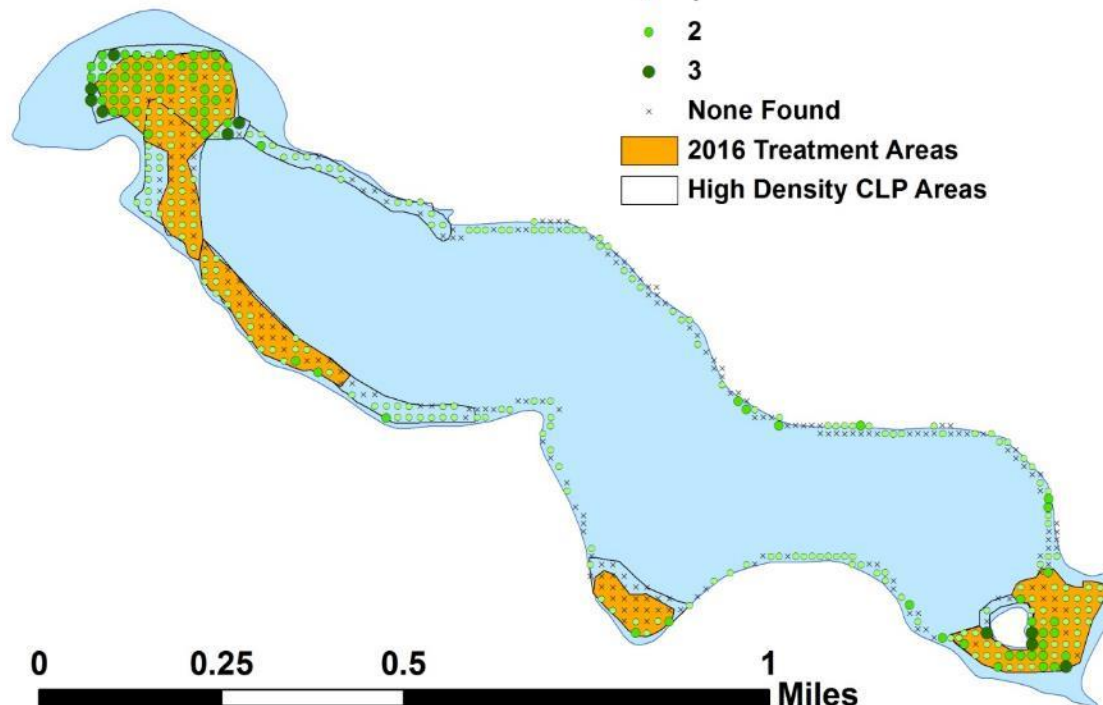 2
3
None Found
2016 Treatment Areas
High Density CLP Areas
0 0.25 0.5 1
Miles